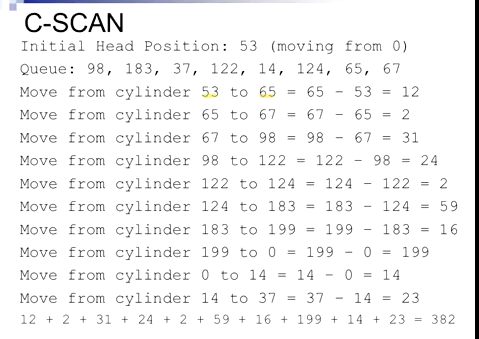 C-SCAN
Initial Head Position: 53 (moving from 0)
Queue: 98, 183, 37, 122, 14, 124, 65, 67
Move from cylinder 53 to 65 = 65 - 53 = 12
Move from cylinder 65 to 67 = 67 - 65 = 2
Move from cylinder 67 to 98 = 98 - 67 = 31
Move from cylinder 98 to 122 = 122 - 98 = 24
Move from cylinder 122 to 124 = 124 - 122 = 2
Move from cylinder 124 to 183 = 183 - 124 = 59
Move from cylinder 183 to 199 = 199 - 183 = 16
Move from cylinder 199 to 0 = 199 - 0 = 199
Move from cylinder 0 to 14 = 14 - 0 = 14
Move from cylinder 14 to 37 = 37 - 14 = 23
12 + 2 + 31 + 24 + 2 + 59 + 16 + 199 + 14 + 23 = 382